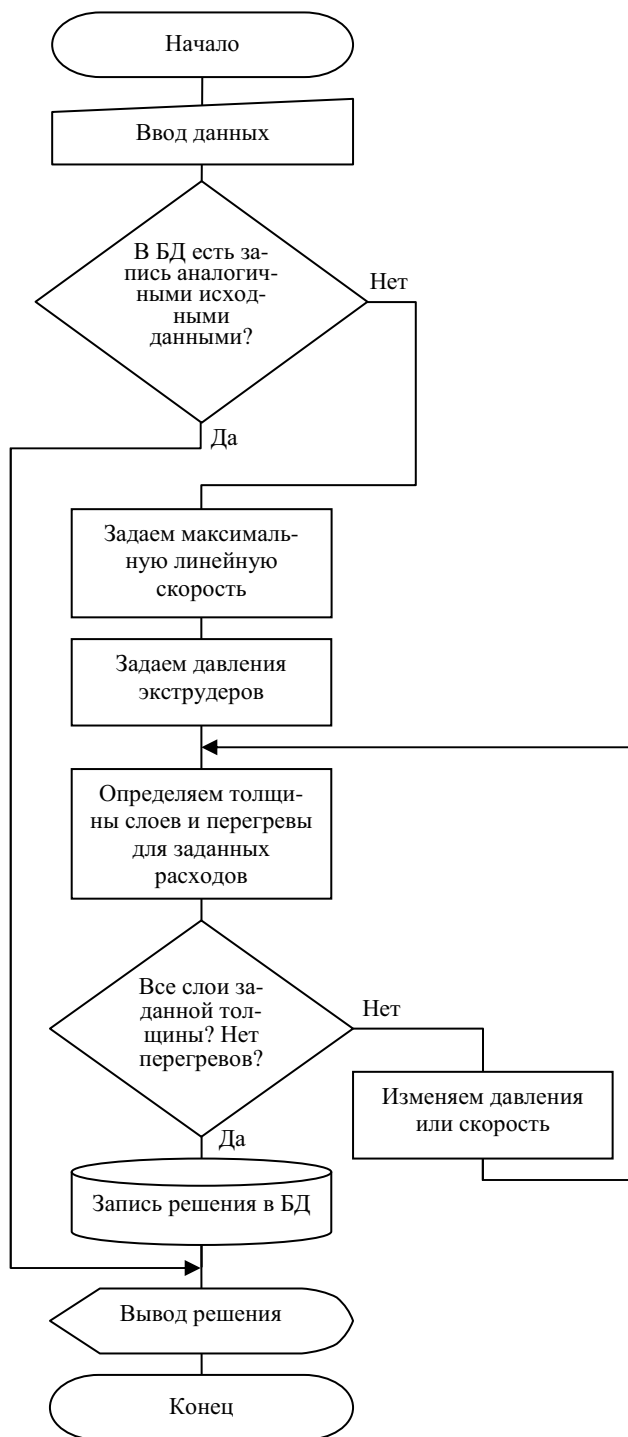 Начало
Ввод данных
В БД есть за-
пись аналогич-
ными исход-
ными
данными?
Нет
Да
Задаем максималь-
ную линейную
скорость
Задаем давления
экструдеров
Определяем толщи-
ны слоев и перегревы
для заданных
расходов
Все слои за-
данной тол-
щины? Нет
перегревов?
Нет
Изменяем давления
или скорость
Да
Запись решения в БД
Вывод решения
Конец